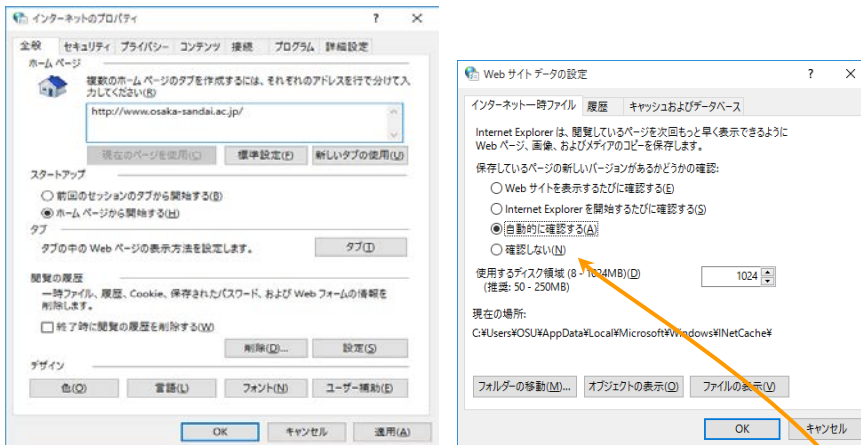 インターネットのプロパティ
全般 セキュリティ プライバシー コンテンツ 接続 プログラム 詳細設定
ホーム ページ
複数のホーム ページのタブを作成するには、それぞれのアドレスを行で分けて入
力してください(R)
http://www.osaka-sandai.ac.jp/
現在のページを使用(C) 標準設定(F) 新しいタブの使用(U)
スタートアップ
前回のセッションのタブから開始する(B)
ホーム ページから開始する(H)
タブ
タブの中の Web ページの表示方法を設定します。 タブ(T)
閲覧の履歴
一時ファイル、履歴、Cookie、保存されたパスワード、および Web フォームの情報を
削除します。
終了時に閲覧の履歴を削除する(W)
削除(D)... 設定(S)
デザイン
色(O) 言語(L) フォント(N) ユーザー補助(E)
OK キャンセル 適用(A)
Web サイト データの設定
インターネット一時ファイル 履歴 キャッシュおよびデータベース
Internet Explorer は、閲覧しているページを次回もっと早く表示できるように
Web ページ、画像、およびメディアのコピーを保存します。
保存しているページの新しいバージョンがあるかどうかの確認:
Web サイトを表示するたびに確認する(E)
Internet Explorer を開始するたびに確認する(S)
自動的に確認する(A)
確認しない(N)
使用するディスク領域 (8 - 1024MB)(D) 1024
(推奨: 50 - 250MB)
現在の場所:
C:¥Users¥OSU¥AppData¥Local¥Microsoft¥Windows¥INetCache¥
フォルダーの移動(M)... オブジェクトの表示(O) ファイルの表示(V)
OK キャンセル